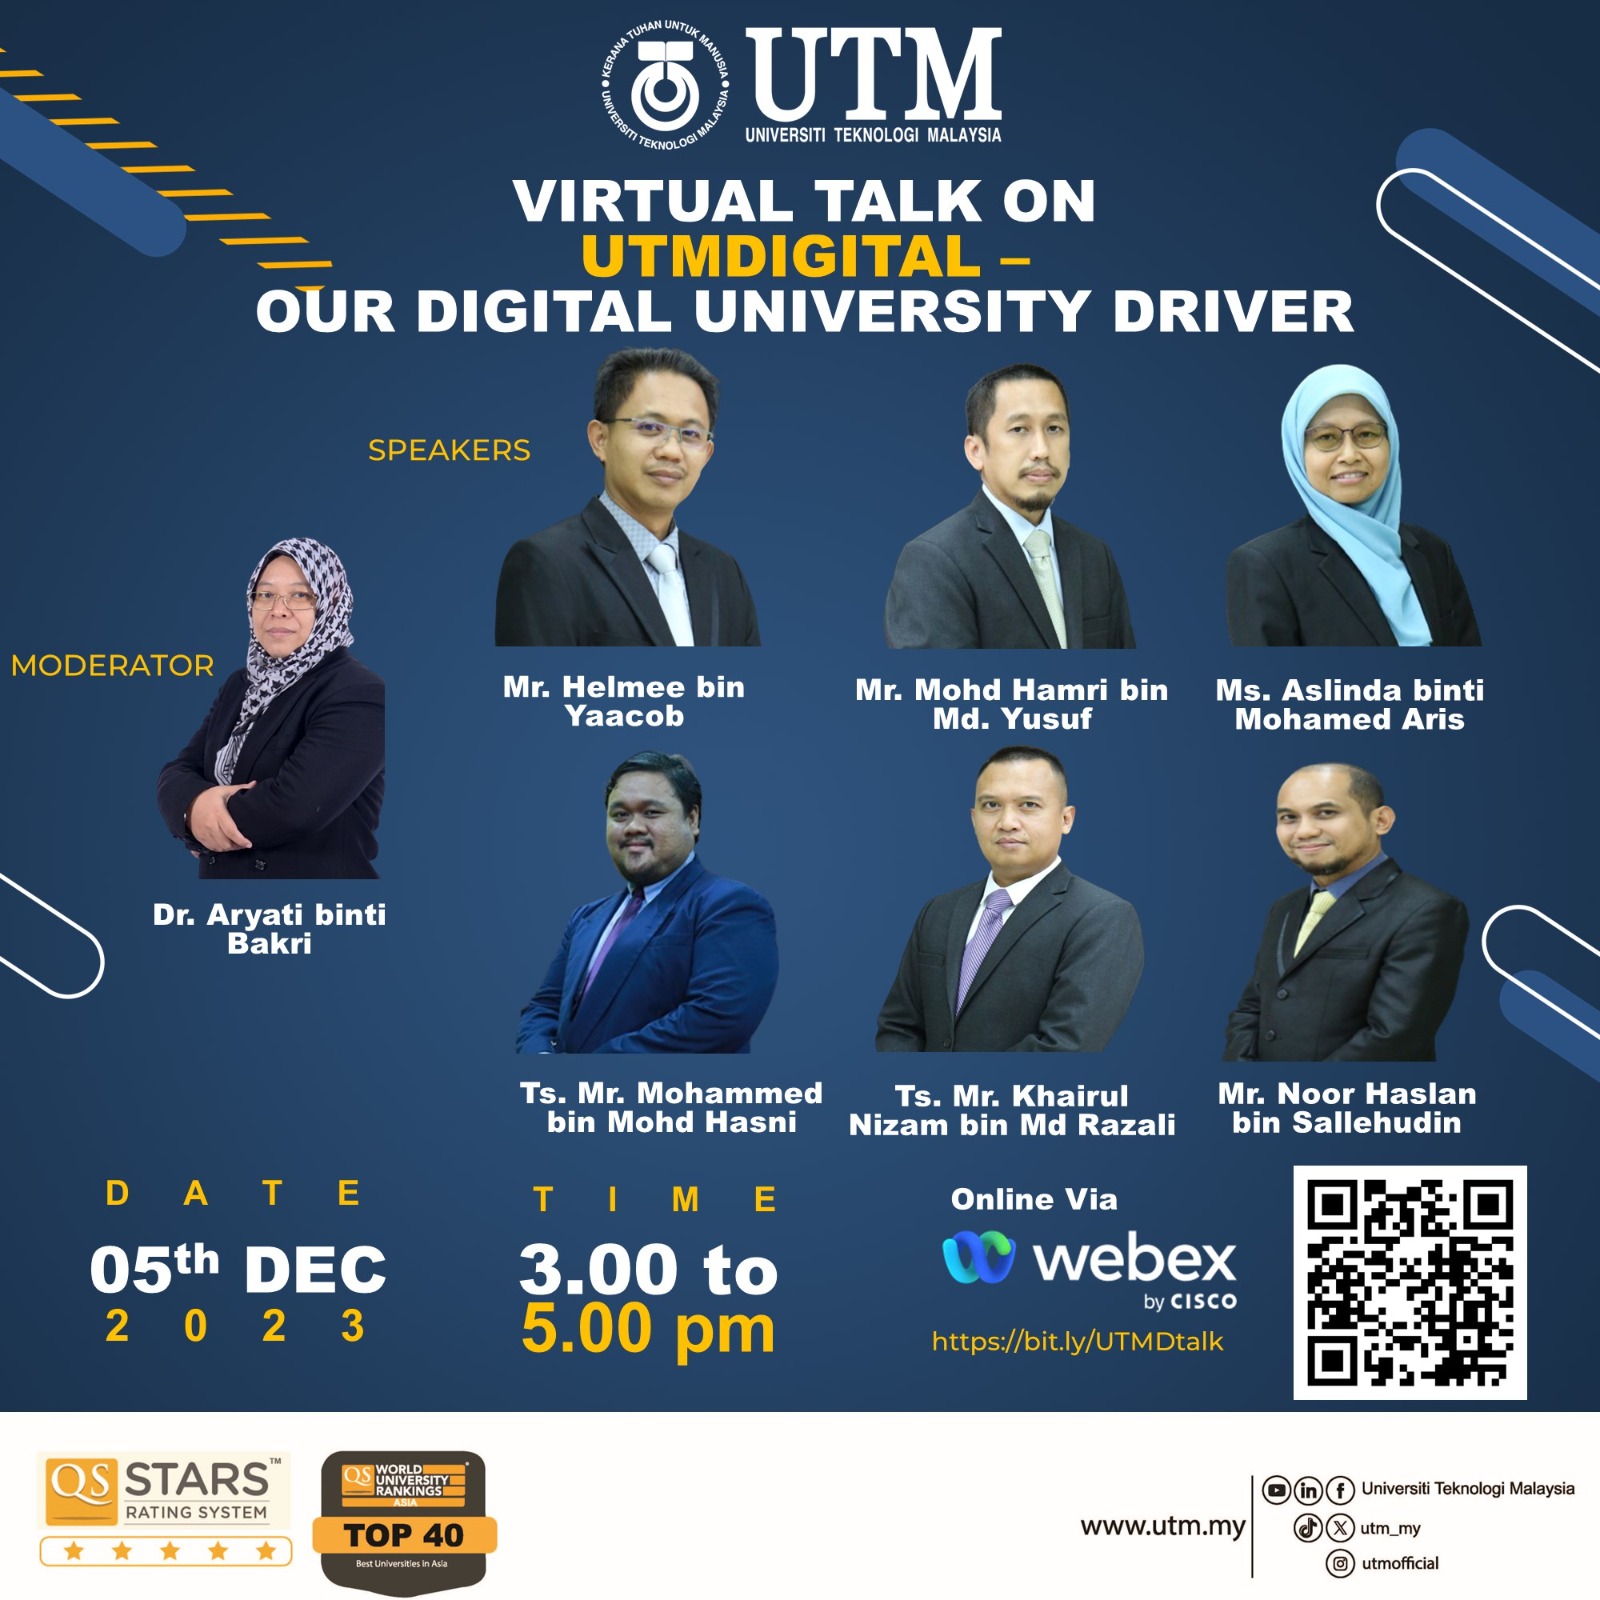 KERANA TUHAN UNTUK MANUSIA
UNIVERSITI TEKNOLOGI MALAYSIA
UTM
UNIVERSITI TEKNOLOGI MALAYSIA
VIRTUAL TALK ON
UTMDIGITAL –
OUR DIGITAL UNIVERSITY DRIVER
SPEAKERS
MODERATOR
Mr. Helmee bin
Yaacob
Mr. Mohd Hamri bin
Md. Yusuf
Ms. Aslinda binti
Mohamed Aris
Dr. Aryati binti
Bakri
Ts. Mr. Mohammed
bin Mohd Hasni
Ts. Mr. Khairul
Nizam bin Md Razali
Mr. Noor Haslan
bin Sallehudin
DATE
05th DEC
2023
TIME
3.00 to
5.00 pm
Online Via
webex
by CISCO
https://bit.ly/UTMDtalk
QS STARS™
RATING SYSTEM
QS WORLD
UNIVERSITY
RANKINGS
ASIA
TOP 40
Best Universities in Asia
www.utm.my
Universiti Teknologi Malaysia
utm_my
utmofficial